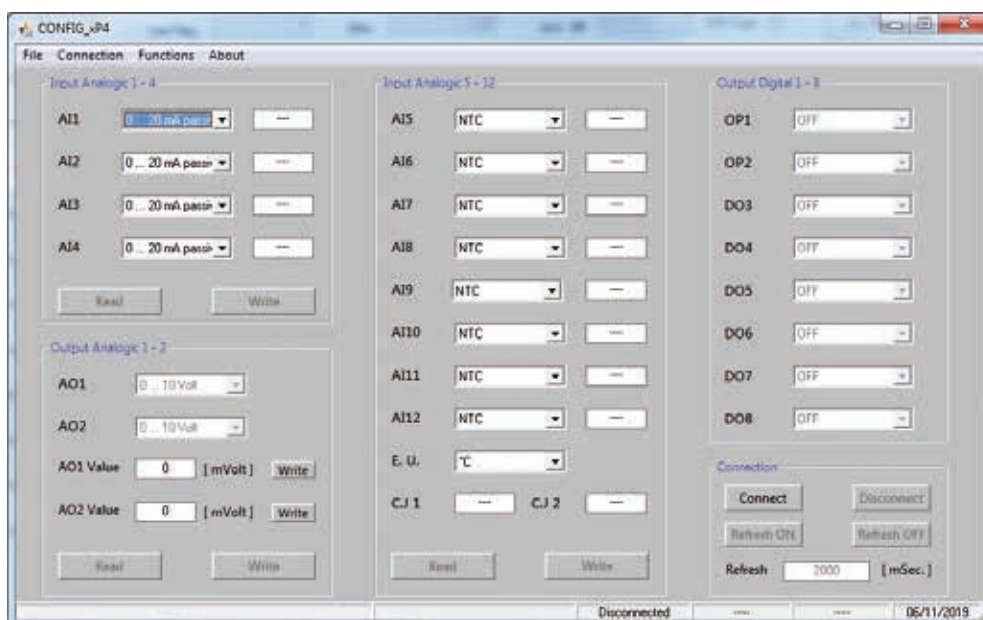 CONFIG_xP4
File Connection Functions About
Input Analogic 1 - 4
AI1 0 ... 20 mA passiv ---
AI2 0 ... 20 mA passiv ---
AI3 0 ... 20 mA passiv ---
AI4 0 ... 20 mA passiv ---
Read Write
Output Analogic 1 - 2
AO1 0 ... 10 Volt
AO2 0 ... 10 Volt
AO1 Value 0 [ mVolt ] Write
AO2 Value 0 [ mVolt ] Write
Read Write
Input Analogic 5 - 12
AI5 NTC ---
AI6 NTC ---
AI7 NTC ---
AI8 NTC ---
AI9 NTC ---
AI10 NTC ---
AI11 NTC ---
AI12 NTC ---
E. U. °C
CJ 1 --- CJ 2 ---
Read Write
Output Digital 1 - 8
OP1 OFF
OP2 OFF
DO3 OFF
DO4 OFF
DO5 OFF
DO6 OFF
DO7 OFF
DO8 OFF
Connection
Connect Disconnect
Refresh ON Refresh OFF
Refresh 2000 [ mSec. ]
Disconnected ---- ---- 06/11/2019